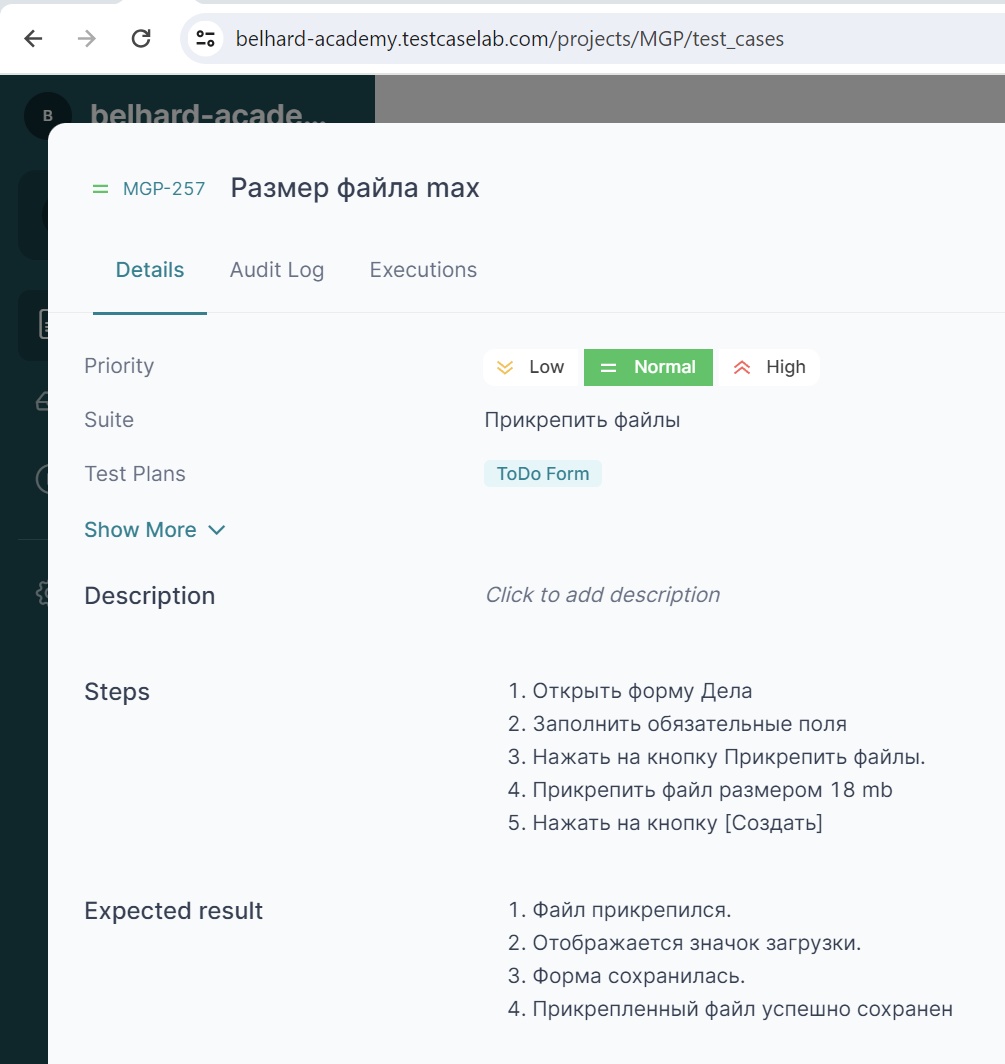 belhard-academy.testcaselab.com/projects/MGP/test_cases
B belhard-acade...
MGP-257 Размер файла max
Details Audit Log Executions
Priority Low Normal High
Suite Прикрепить файлы
Test Plans ToDo Form
Show More
Description Click to add description
Steps 1. Открыть форму Дела
2. Заполнить обязательные поля
3. Нажать на кнопку Прикрепить файлы.
4. Прикрепить файл размером 18 mb
5. Нажать на кнопку [Создать]
Expected result 1. Файл прикрепился.
2. Отображается значок загрузки.
3. Форма сохранилась.
4. Прикрепленный файл успешно сохранен